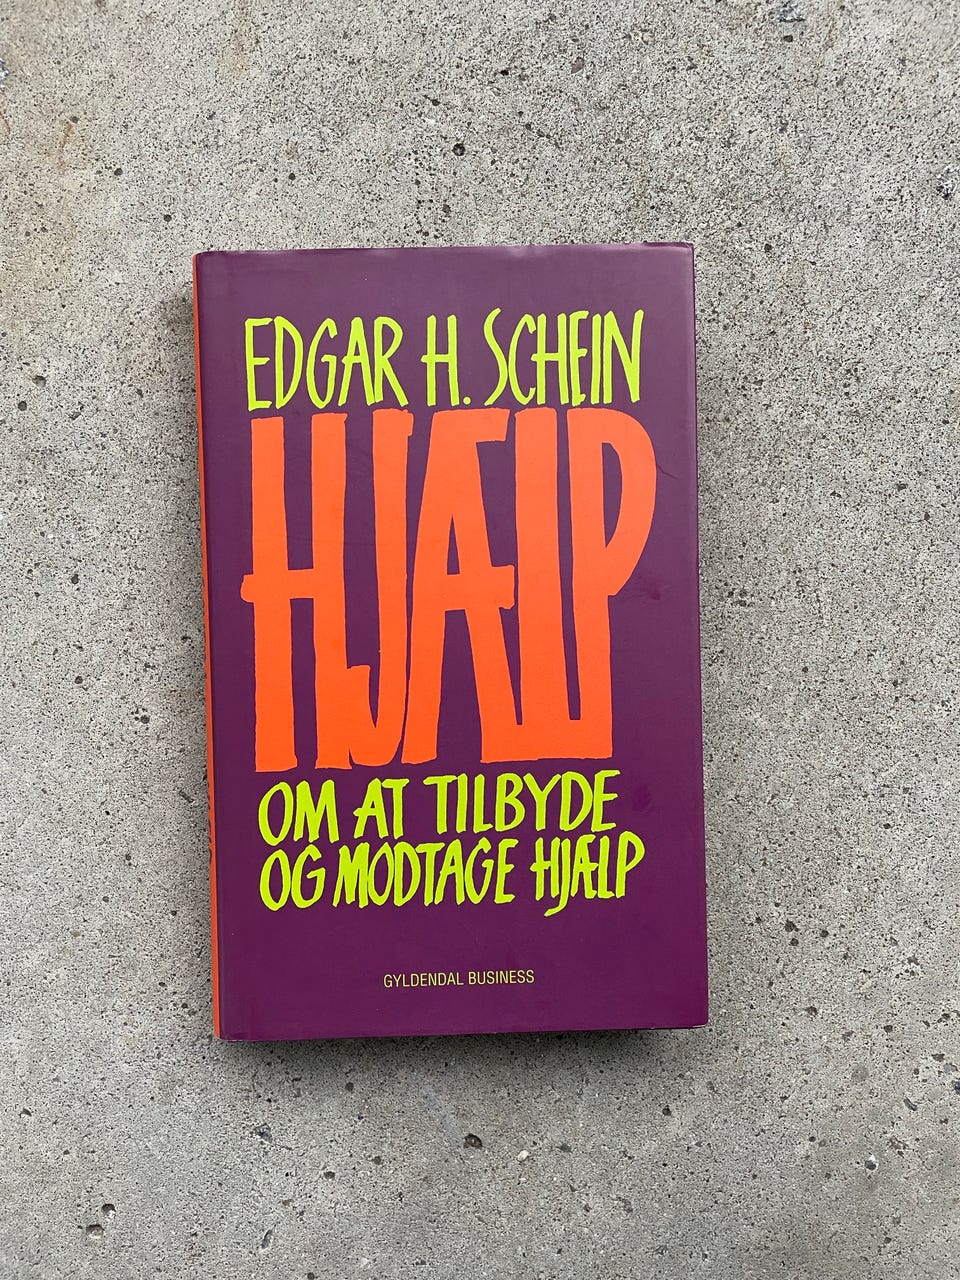 EDGAR H. SCHEIN
HJÆLP
OM AT TILBYDE
OG MODTAGE HJÆLP
GYLDENDAL BUSINESS